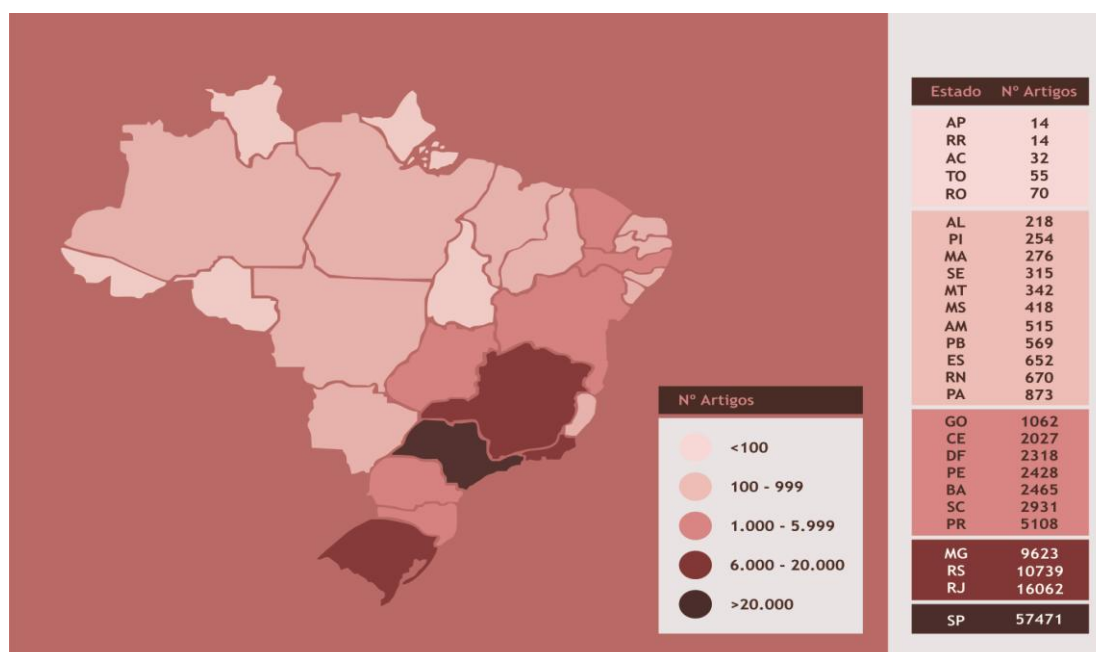 Nº Artigos
<100
100 - 999
1.000 - 5.999
6.000 - 20.000
>20.000
Estado Nº Artigos
AP 14
RR 14
AC 32
TO 55
RO 70
AL 218
PI 254
MA 276
SE 315
MT 342
MS 418
AM 515
PB 569
ES 652
RN 670
PA 873
GO 1062
CE 2027
DF 2318
PE 2428
BA 2465
SC 2931
PR 5108
MG 9623
RS 10739
RJ 16062
SP 57471